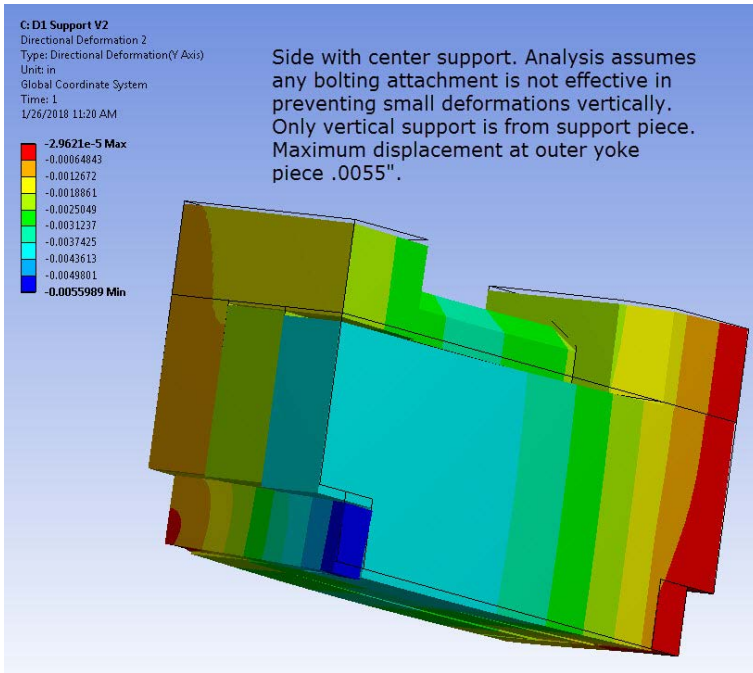 C: D1 Support V2
Directional Deformation 2
Type: Directional Deformation(Y Axis)
Unit: in
Global Coordinate System
Time: 1
1/26/2018 11:20 AM
-2.9621e-5 Max
-0.00064843
-0.0012672
-0.0018861
-0.0025049
-0.0031237
-0.0037425
-0.0043613
-0.0049801
-0.0055989 Min
Side with center support. Analysis assumes
any bolting attachment is not effective in
preventing small deformations vertically.
Only vertical support is from support piece.
Maximum displacement at outer yoke
piece .0055".